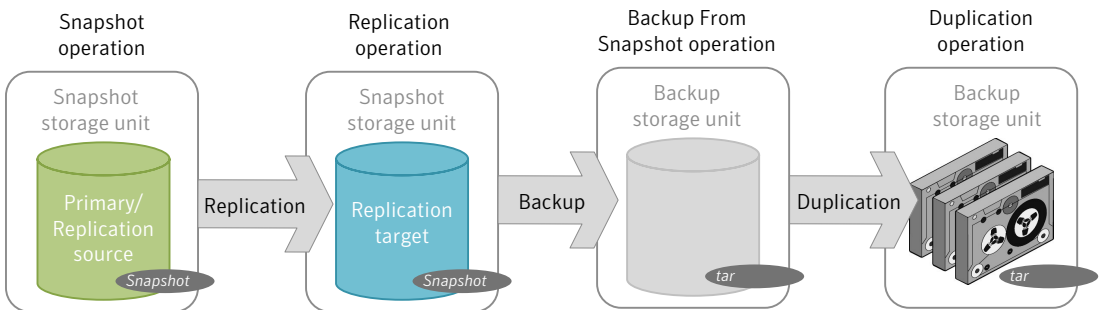 Snapshot
operation
Replication
operation
Backup From
Snapshot operation
Duplication
operation
Snapshot
storage unit
Primary/
Replication
source
Snapshot
Replication
Snapshot
storage unit
Replication
target
Snapshot
Backup
Backup
storage unit
tar
Duplication
Backup
storage unit
tar